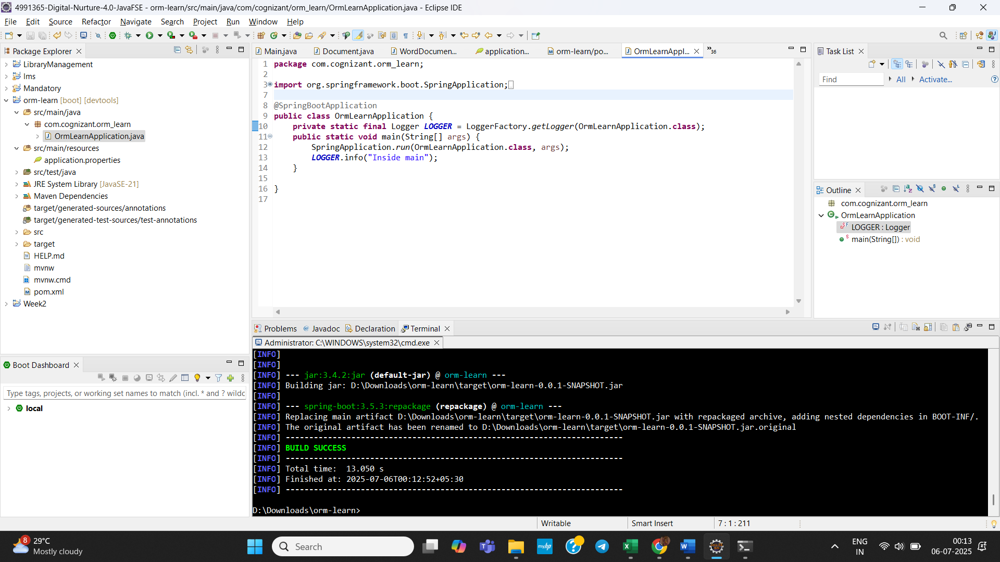 4991365-Digital-Nurture-4.0-JavaFSE - orm-learn/src/main/java/com/cognizant/orm_learn/OrmLearnApplication.java - Eclipse IDE
File Edit Source Refactor Navigate Search Project Run Window Help
Package Explorer
LibraryManagement
lms
Mandatory
orm-learn [boot] [devtools]
src/main/java
com.cognizant.orm_learn
OrmLearnApplication.java
src/main/resources
application.properties
src/test/java
JRE System Library [JavaSE-21]
Maven Dependencies
target/generated-sources/annotations
target/generated-test-sources/test-annotations
src
target
HELP.md
mvnw
mvnw.cmd
pom.xml
Week2
Boot Dashboard
Type tags, projects, or working set names to match (incl. * and ? wildc
local
Main.java Document.java WordDocumen... application... orm-learn/po... OrmLearnAppl... »36
1 package com.cognizant.orm_learn;
2
3 import org.springframework.boot.SpringApplication;
7
8 @SpringBootApplication
9 public class OrmLearnApplication {
10 private static final Logger LOGGER = LoggerFactory.getLogger(OrmLearnApplication.class);
11 public static void main(String[] args) {
12 SpringApplication.run(OrmLearnApplication.class, args);
13 LOGGER.info("Inside main");
14 }
15
16 }
17
Task List
Find All Activate...
Outline
com.cognizant.orm_learn
OrmLearnApplication
LOGGER : Logger
main(String[]) : void
Problems Javadoc Declaration Terminal
Administrator: C:\WINDOWS\system32\cmd.exe
[INFO]
[INFO]
[INFO] --- jar:3.4.2:jar (default-jar) @ orm-learn ---
[INFO] Building jar: D:\Downloads\orm-learn\target\orm-learn-0.0.1-SNAPSHOT.jar
[INFO]
[INFO] --- spring-boot:3.5.3:repackage (repackage) @ orm-learn ---
[INFO] Replacing main artifact D:\Downloads\orm-learn\target\orm-learn-0.0.1-SNAPSHOT.jar with repackaged archive, adding nested dependencies in BOOT-INF/.
[INFO] The original artifact has been renamed to D:\Downloads\orm-learn\target\orm-learn-0.0.1-SNAPSHOT.jar.original
[INFO] ------------------------------------------------------------------------
[INFO] BUILD SUCCESS
[INFO] ------------------------------------------------------------------------
[INFO] Total time:  13.050 s
[INFO] Finished at: 2025-07-06T00:12:52+05:30
[INFO] ------------------------------------------------------------------------
D:\Downloads\orm-learn>
Writable Smart Insert 7 : 1 : 211
8
29°C
Mostly cloudy
Search
myhp
ENG
IN
00:13
06-07-2025